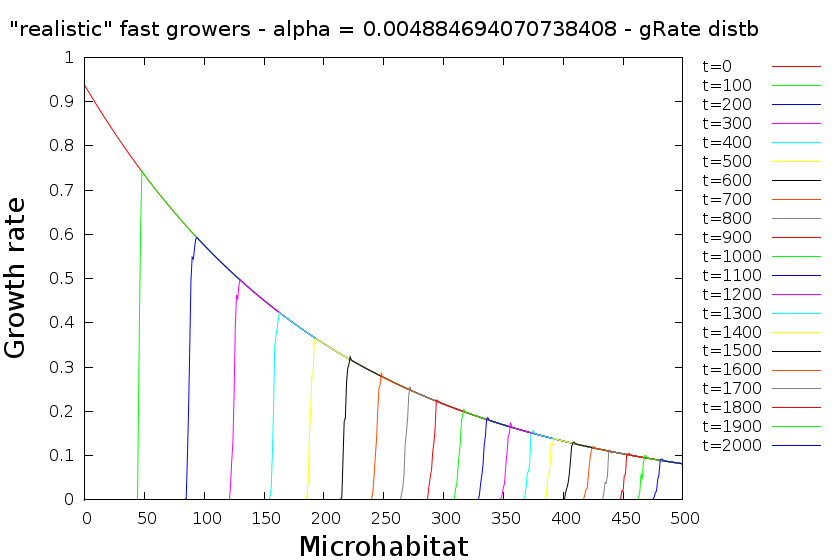 "realistic" fast growers - alpha = 0.004884694070738408 - gRate distb
1
0.9
0.8
0.7
0.6
0.5
0.4
0.3
0.2
0.1
0
Growth rate
0 50 100 150 200 250 300 350 400 450 500
Microhabitat
t=0
t=100
t=200
t=300
t=400
t=500
t=600
t=700
t=800
t=900
t=1000
t=1100
t=1200
t=1300
t=1400
t=1500
t=1600
t=1700
t=1800
t=1900
t=2000